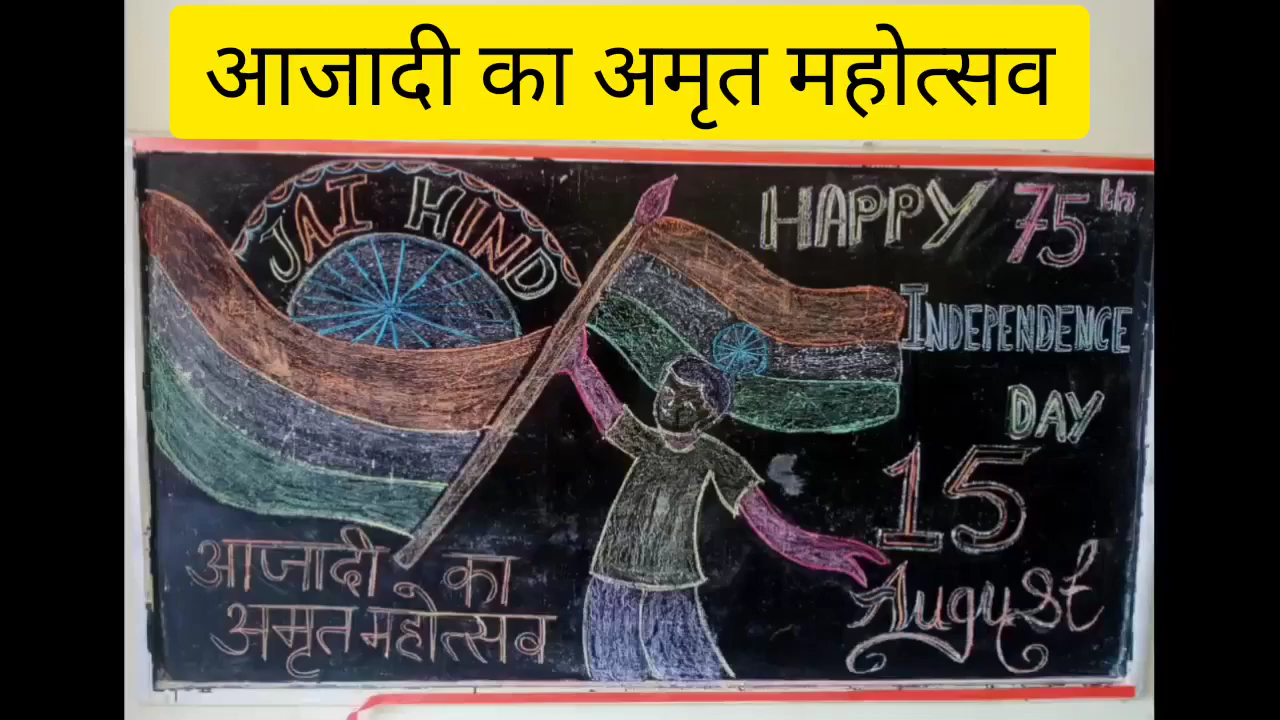 आजादी का अमृत महोत्सव
JAI HIND
HAPPY 75th
INDEPENDENCE
DAY
15
August
आजादी का
अमृत महोत्सव